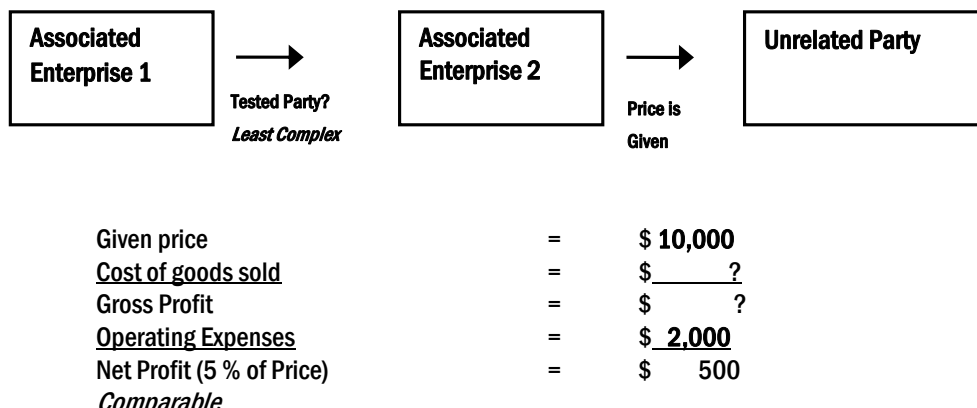 Associated
Enterprise 1
Tested Party?
Least Complex
Associated
Enterprise 2
Price is
Given
Unrelated Party
Given price = $ 10,000
Cost of goods sold = $ ?
Gross Profit = $ ?
Operating Expenses = $ 2,000
Net Profit (5 % of Price) = $ 500
Comparable